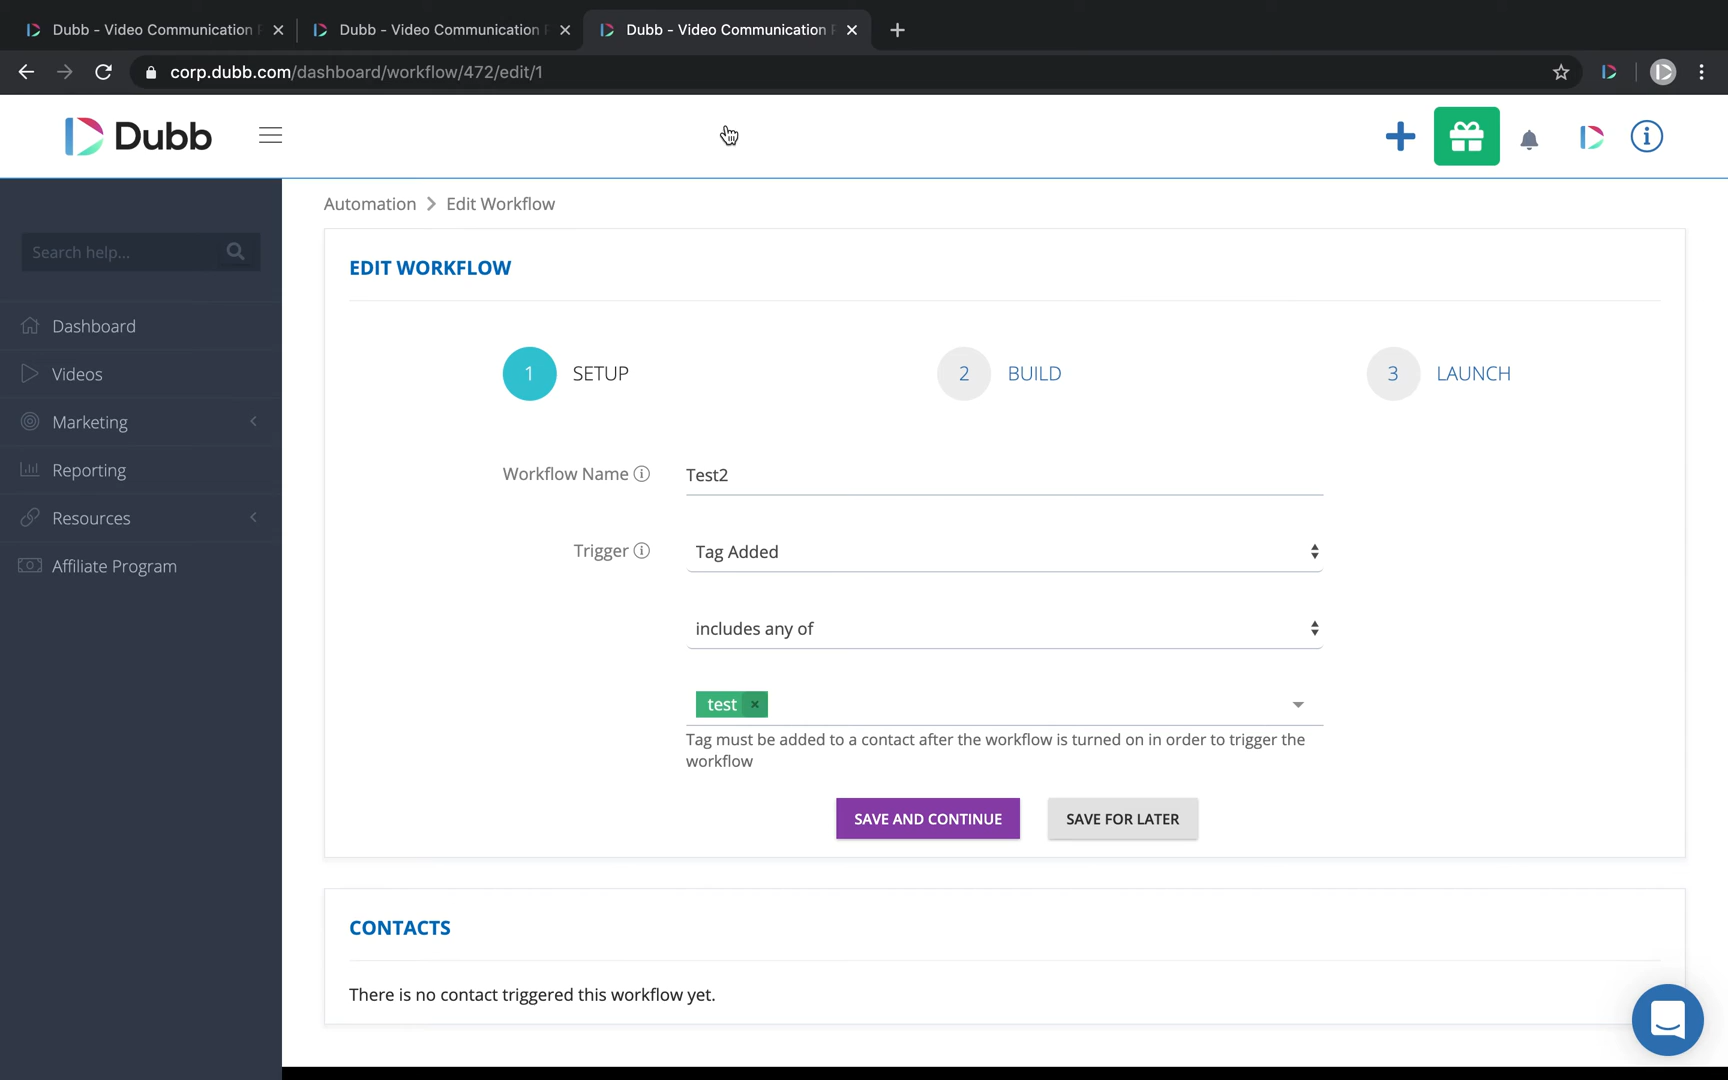 Dubb - Video Communication
Dubb - Video Communication
Dubb - Video Communication
corp.dubb.com/dashboard/workflow/472/edit/1
Dubb
Automation > Edit Workflow
Search help...
EDIT WORKFLOW
Dashboard
Videos
Marketing
Reporting
Resources
Affiliate Program
1 SETUP
2 BUILD
3 LAUNCH
Workflow Name
Test2
Trigger
Tag Added
includes any of
test ×
Tag must be added to a contact after the workflow is turned on in order to trigger the
workflow
SAVE AND CONTINUE
SAVE FOR LATER
CONTACTS
There is no contact triggered this workflow yet.